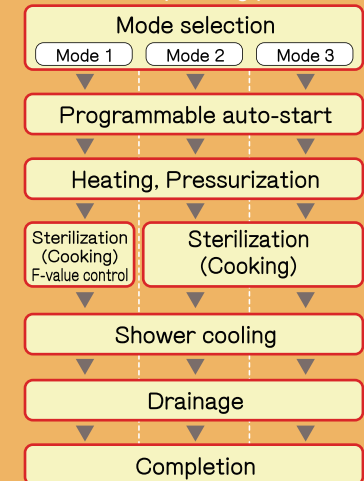 Mode selection
Mode 1 Mode 2 Mode 3
Programmable auto-start
Heating, Pressurization
Sterilization
(Cooking)
F-value control
Sterilization
(Cooking)
Shower cooling
Drainage
Completion